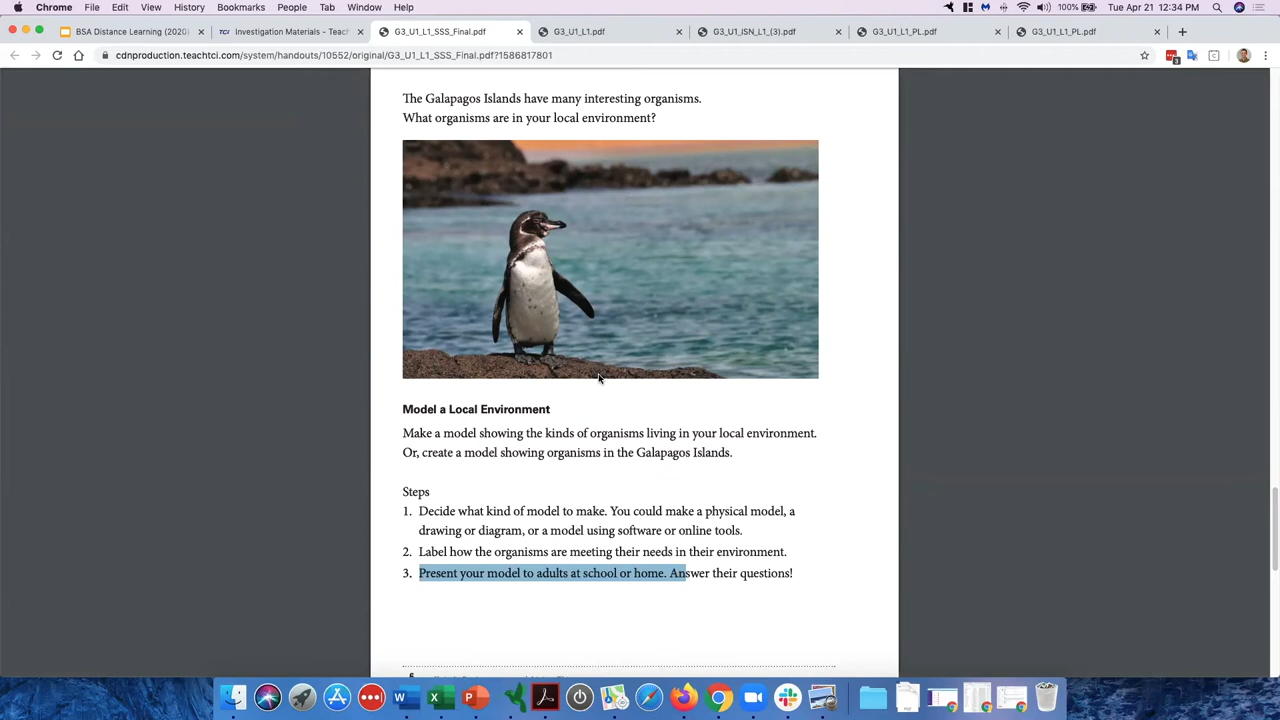 Chrome File Edit View History Bookmarks People Tab Window Help 100% Tue Apr 21 12:34 PM
BSA Distance Learning (2020) Investigation Materials - Teach G3_U1_L1_SSS_Final.pdf G3_U1_L1.pdf G3_U1_ISN_L1_(3).pdf G3_U1_L1_PL.pdf G3_U1_L1_PL.pdf
cdnproduction.teachtci.com/system/handouts/10552/original/G3_U1_L1_SSS_Final.pdf?1586817801
The Galapagos Islands have many interesting organisms.
What organisms are in your local environment?
Model a Local Environment
Make a model showing the kinds of organisms living in your local environment.
Or, create a model showing organisms in the Galapagos Islands.
Steps
1. Decide what kind of model to make. You could make a physical model, a
drawing or diagram, or a model using software or online tools.
2. Label how the organisms are meeting their needs in their environment.
3. Present your model to adults at school or home. Answer their questions!